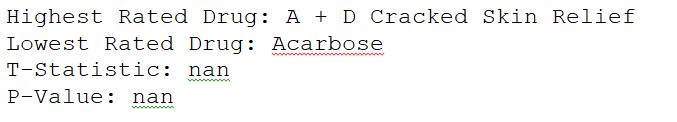 Highest Rated Drug: A + D Cracked Skin Relief
Lowest Rated Drug: Acarbose
T-Statistic: nan
P-Value: nan